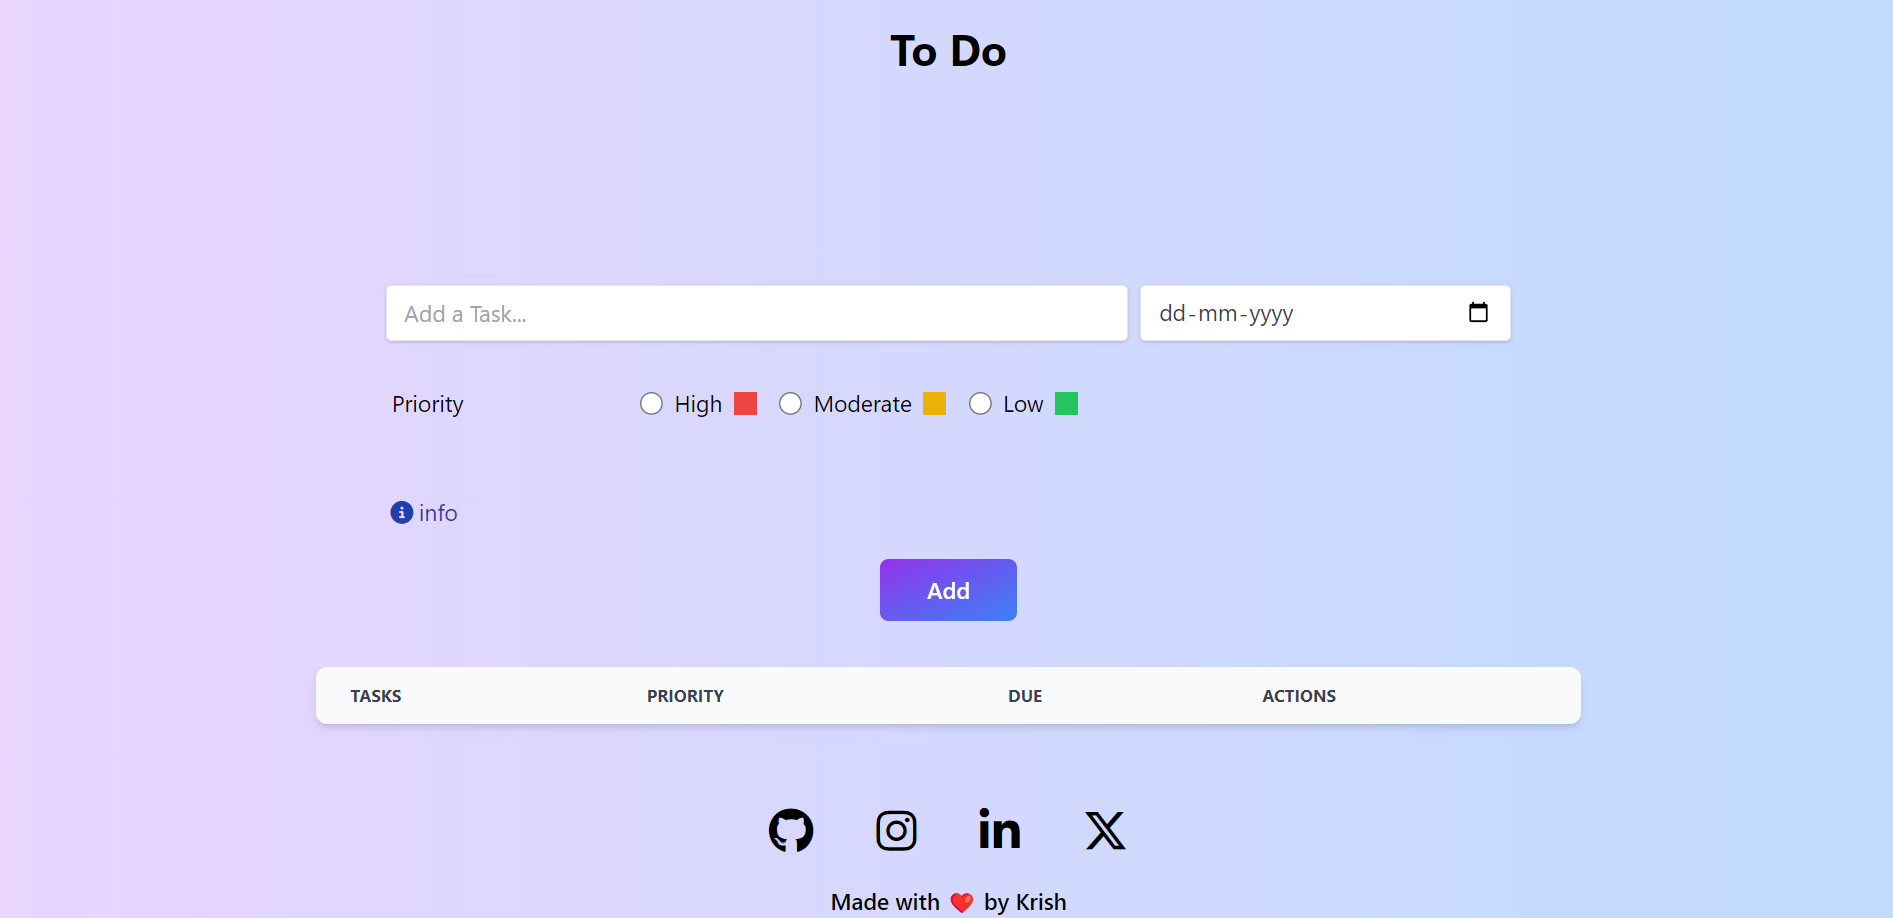 To Do
Add a Task...
dd-mm-yyyy
Priority High Moderate Low
info
Add
TASKS PRIORITY DUE ACTIONS
in
Made with ❤️ by Krish